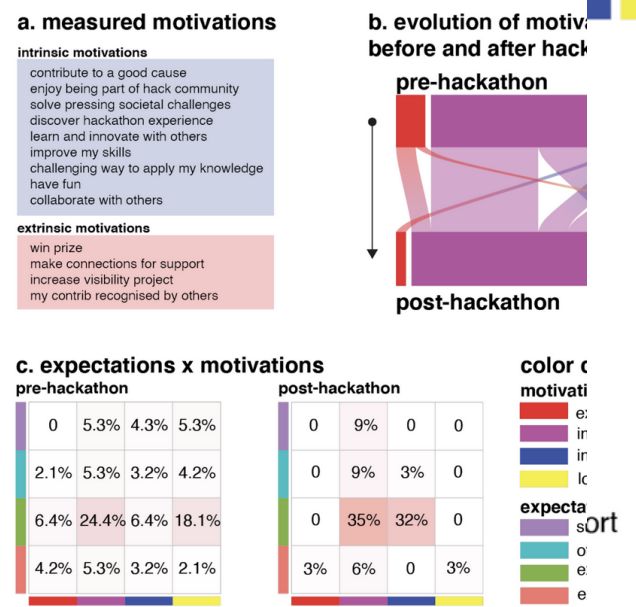 a. measured motivations
intrinsic motivations
contribute to a good cause
enjoy being part of hack community
solve pressing societal challenges
discover hackathon experience
learn and innovate with others
improve my skills
challenging way to apply my knowledge
have fun
collaborate with others
extrinsic motivations
win prize
make connections for support
increase visibility project
my contrib recognised by others
b. evolution of
before and after hack
pre-hackathon
post-hackathon
c. expectations x motivations
pre-hackathon
0 5.3% 4.3% 5.3%
2.1% 5.3% 3.2% 4.2%
6.4% 24.4% 6.4% 18.1%
4.2% 5.3% 3.2% 2.1%
post-hackathon
0 9% 0 0
0 9% 3% 0
0 35% 32% 0
3% 6% 0 3%
color
motivati
expecta
ort